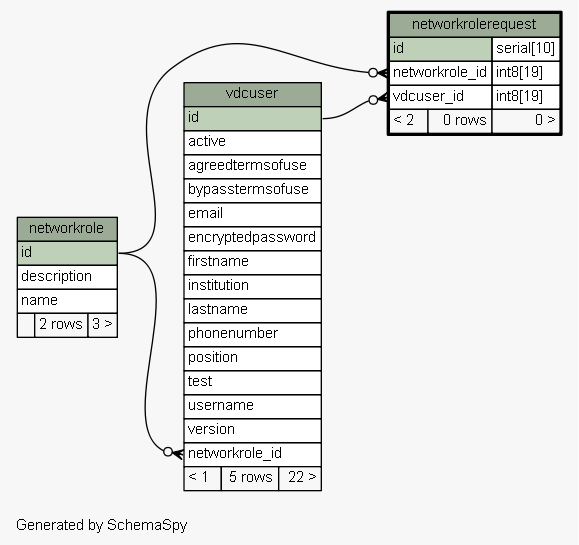 networkrolerequest
id serial[10]
networkrole_id int8[19]
vdcuser_id int8[19]
< 2 0 rows 0 >
vdcuser
id
active
agreedtermsofuse
bypasstermsofuse
email
encryptedpassword
firstname
institution
lastname
phonenumber
position
test
username
version
networkrole_id
< 1 5 rows 22 >
networkrole
id
description
name
2 rows 3 >
Generated by SchemaSpy